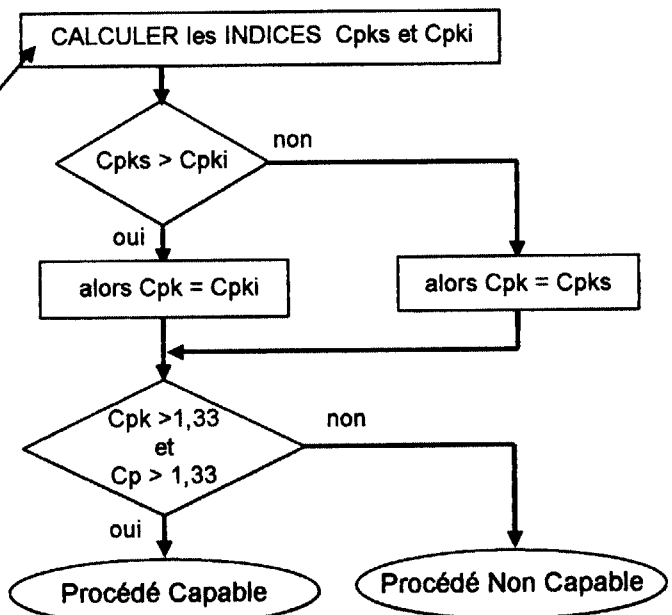 CALCULER les INDICES Cpks et Cpki
Cpks > Cpki
non
oui
alors Cpk = Cpki
alors Cpk = Cpks
Cpk >1,33
et
Cp > 1,33
non
oui
Procédé Capable
Procédé Non Capable